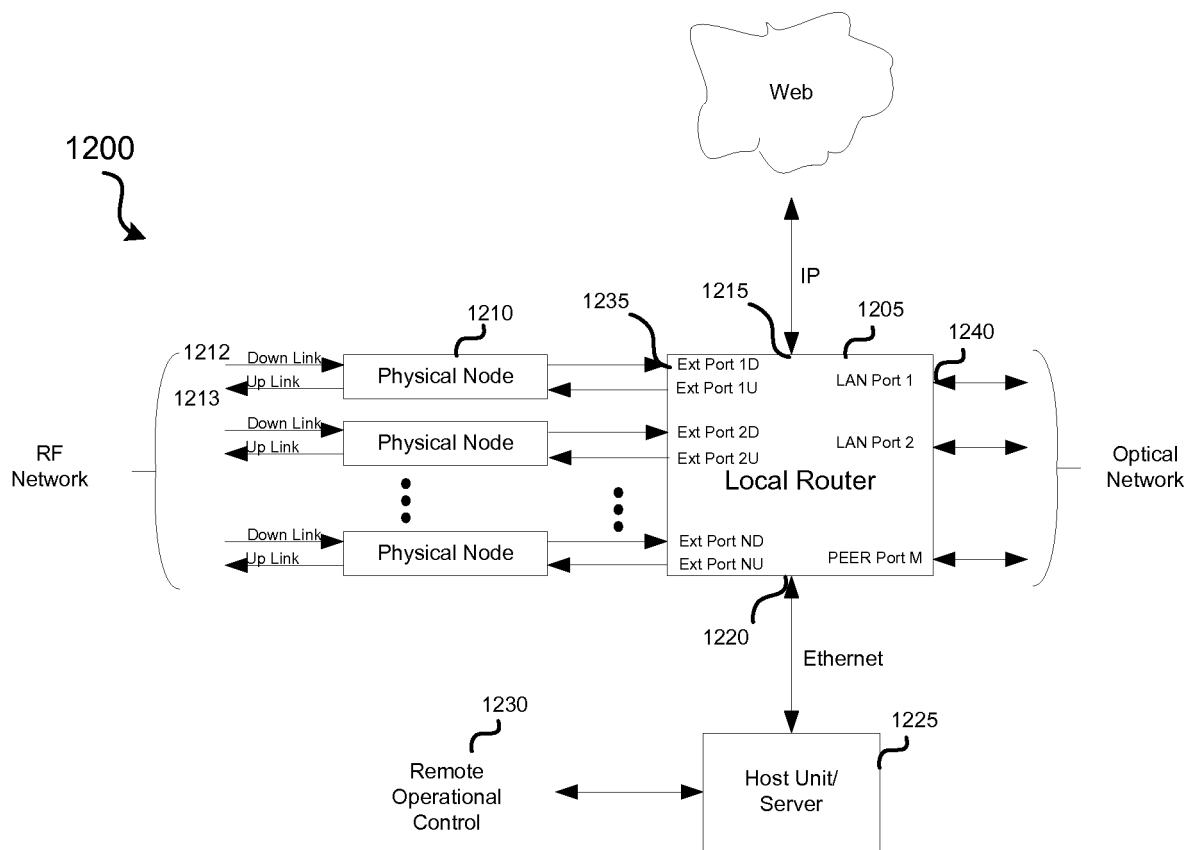 Web
1200
IP
1215
1205
1235
1210
1240
1212
Down Link
Physical Node
Ext Port 1D
LAN Port 1
Up Link
Ext Port 1U
1213
Down Link
Physical Node
Ext Port 2D
LAN Port 2
Up Link
Ext Port 2U
RF
Network
Local Router
Optical
Network
Down Link
Physical Node
Ext Port ND
Up Link
Ext Port NU
PEER Port M
1220
Ethernet
1230
1225
Remote
Operational
Control
Host Unit/
Server